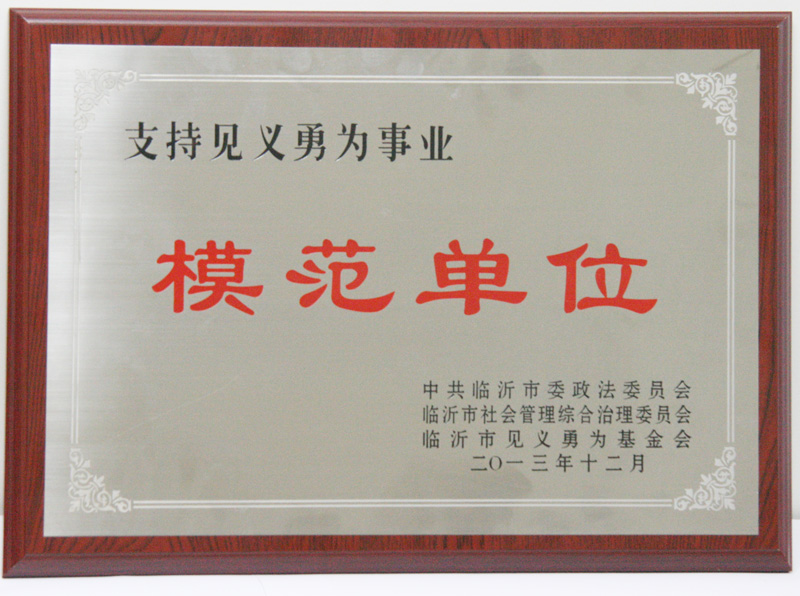 支持见义勇为事业
模范单位
中共临沂市委政法委员会
临沂市社会管理综合治理委员会
临沂市见义勇为基金会
二〇一三年十二月